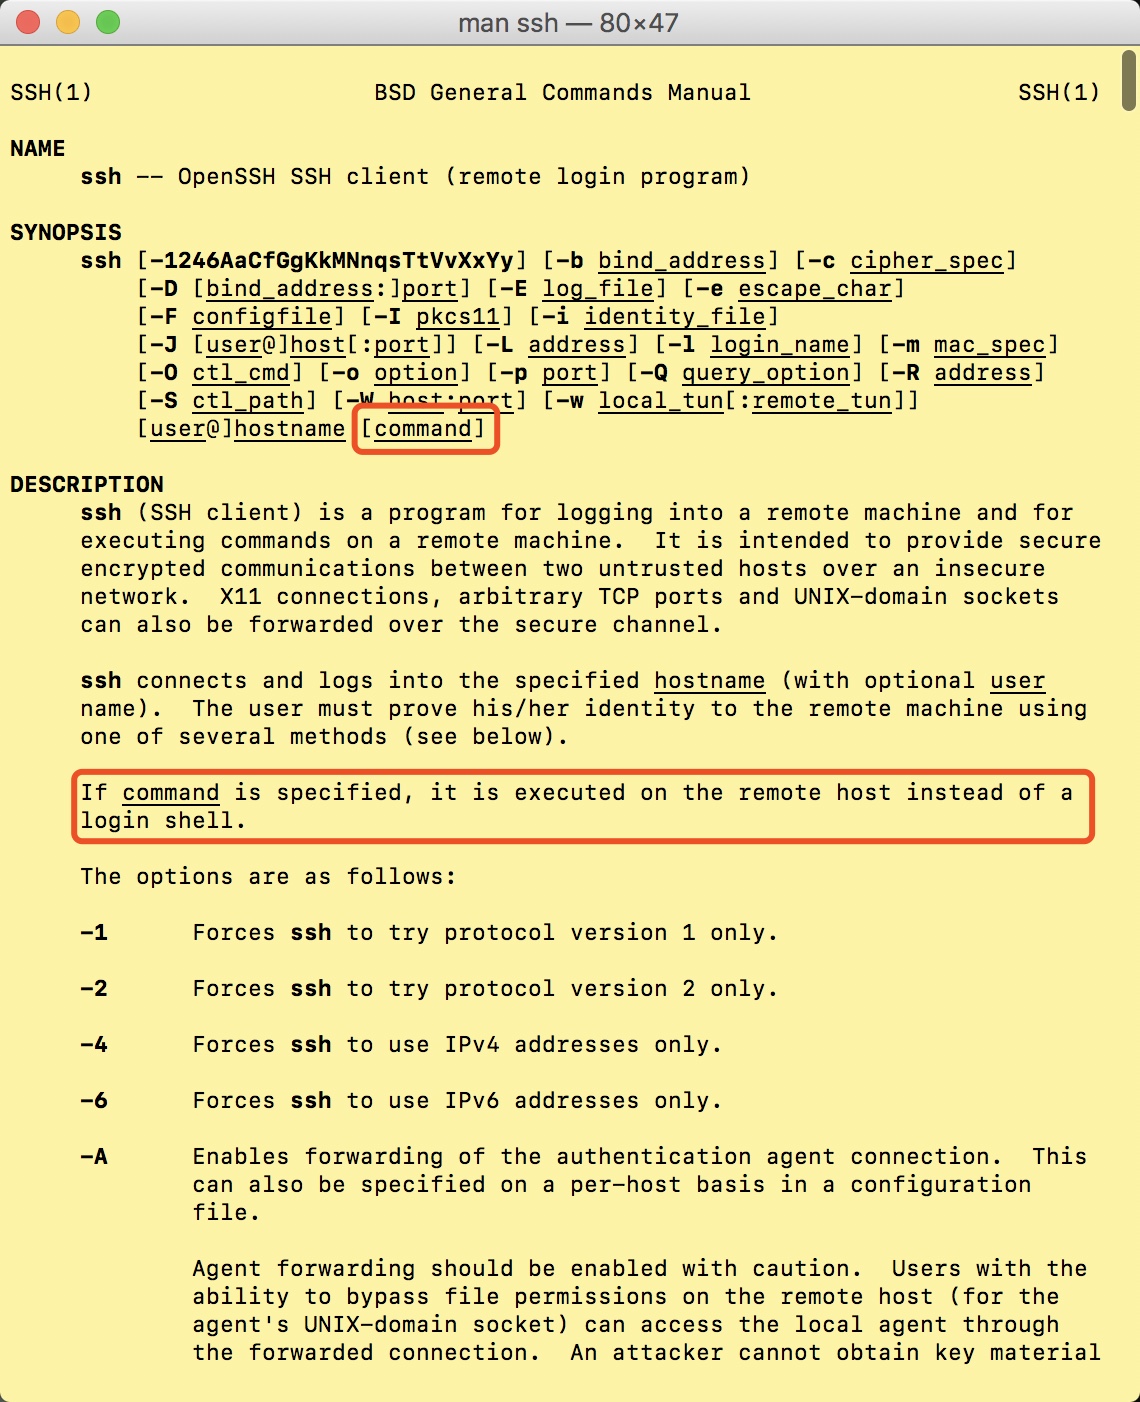 man ssh — 80×47
SSH(1)                    BSD General Commands Manual                   SSH(1)
NAME
ssh -- OpenSSH SSH client (remote login program)
SYNOPSIS
ssh [-1246AaCfGgKkMNnqsTtVvXxYy] [-b bind_address] [-c cipher_spec]
[-D [bind_address:]port] [-E log_file] [-e escape_char]
[-F configfile] [-I pkcs11] [-i identity_file]
[-J [user@]host[:port]] [-L address] [-l login_name] [-m mac_spec]
[-O ctl_cmd] [-o option] [-p port] [-Q query_option] [-R address]
[-S ctl_path] [-W host:port] [-w local_tun[:remote_tun]]
[user@]hostname [command]
DESCRIPTION
ssh (SSH client) is a program for logging into a remote machine and for
executing commands on a remote machine.  It is intended to provide secure
encrypted communications between two untrusted hosts over an insecure
network.  X11 connections, arbitrary TCP ports and UNIX-domain sockets
can also be forwarded over the secure channel.
ssh connects and logs into the specified hostname (with optional user
name).  The user must prove his/her identity to the remote machine using
one of several methods (see below).
If command is specified, it is executed on the remote host instead of a
login shell.
The options are as follows:
-1      Forces ssh to try protocol version 1 only.
-2      Forces ssh to try protocol version 2 only.
-4      Forces ssh to use IPv4 addresses only.
-6      Forces ssh to use IPv6 addresses only.
-A      Enables forwarding of the authentication agent connection.  This
can also be specified on a per-host basis in a configuration
file.
Agent forwarding should be enabled with caution.  Users with the
ability to bypass file permissions on the remote host (for the
agent's UNIX-domain socket) can access the local agent through
the forwarded connection.  An attacker cannot obtain key material